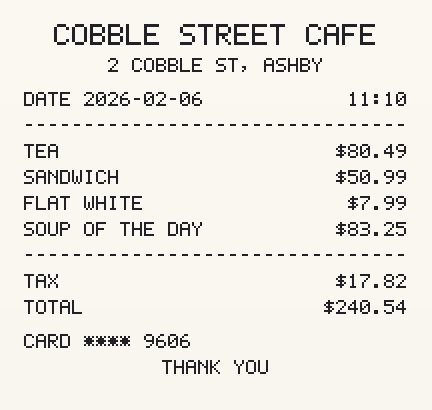 COBBLE STREET CAFE
2 COBBLE ST, ASHBY
DATE 2026-02-06 11:10
--------------------------------
TEA $80.49
SANDWICH $50.99
FLAT WHITE $7.99
SOUP OF THE DAY $83.25
--------------------------------
TAX $17.82
TOTAL $240.54
CARD **** 9606
THANK YOU